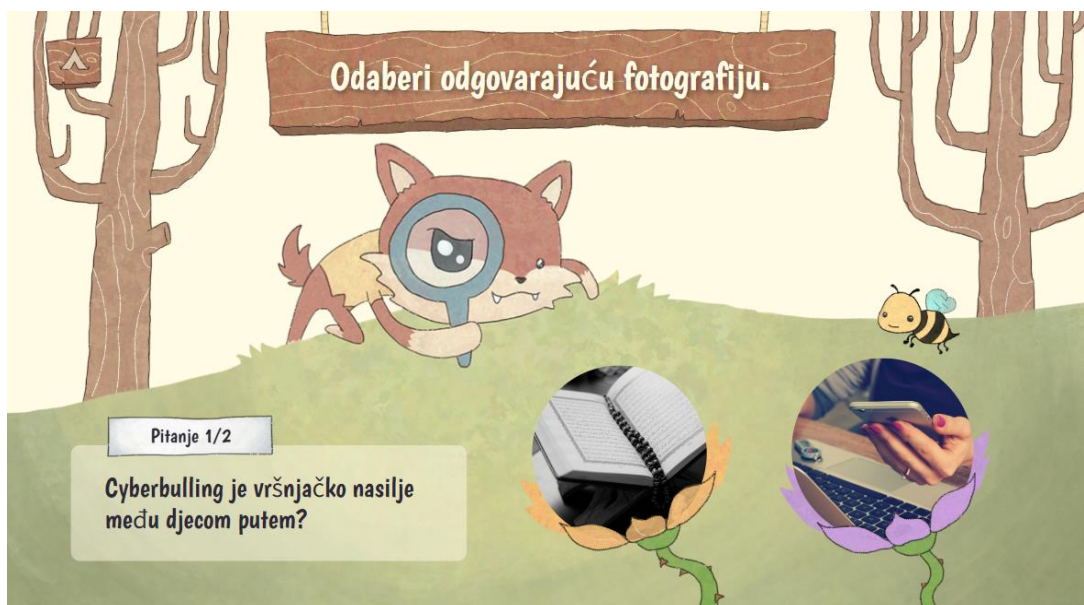 Odaberi odgovarajuću fotografiju.
Pitanje 1/2
Cyberbulling je vršnjačko nasilje
među djecom putem?